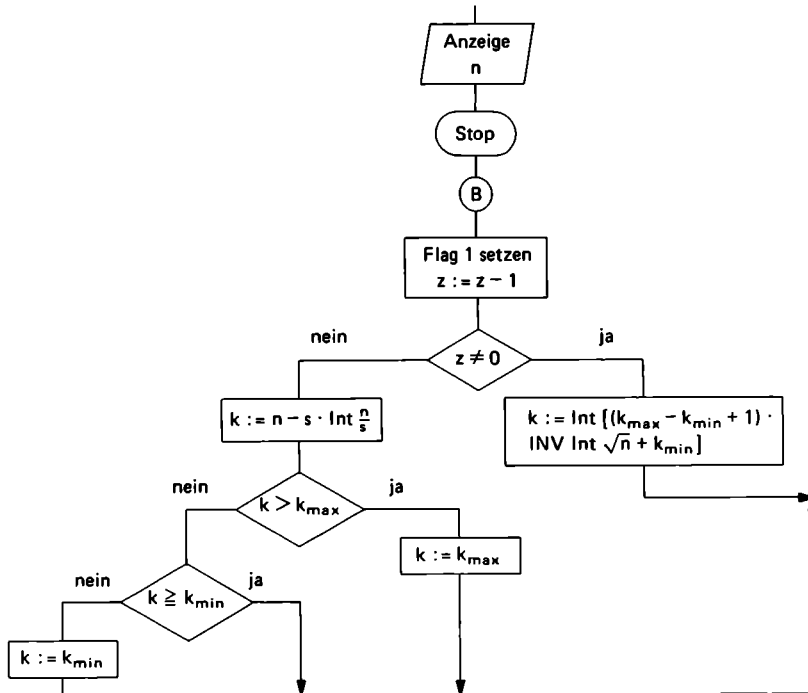 Anzeige
n
Stop
B
Flag 1 setzen
z := z − 1
nein
ja
z ≠ 0
k := n − s · Int n/s
k := Int [(kmax − kmin + 1) ·
INV Int √n + kmin]
nein
ja
k > kmax
k := kmax
nein
ja
k ≧ kmin
k := kmin